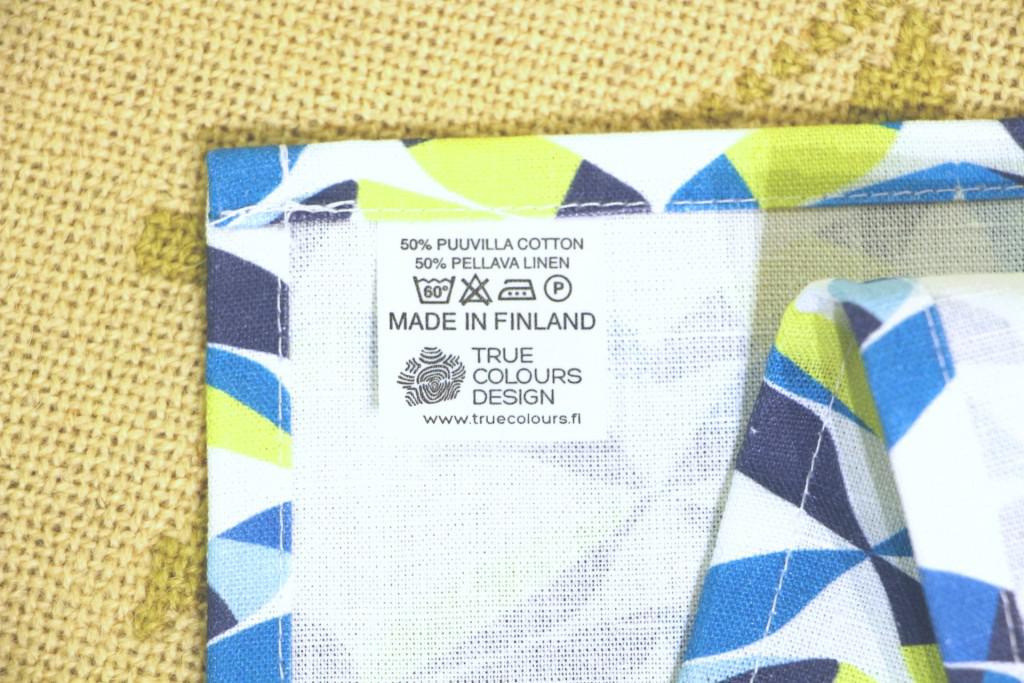 50% PUUVILLA COTTON
50% PELLAVA LINEN
60° P
MADE IN FINLAND
TRUE
COLOURS
DESIGN
www.truecolours.fi